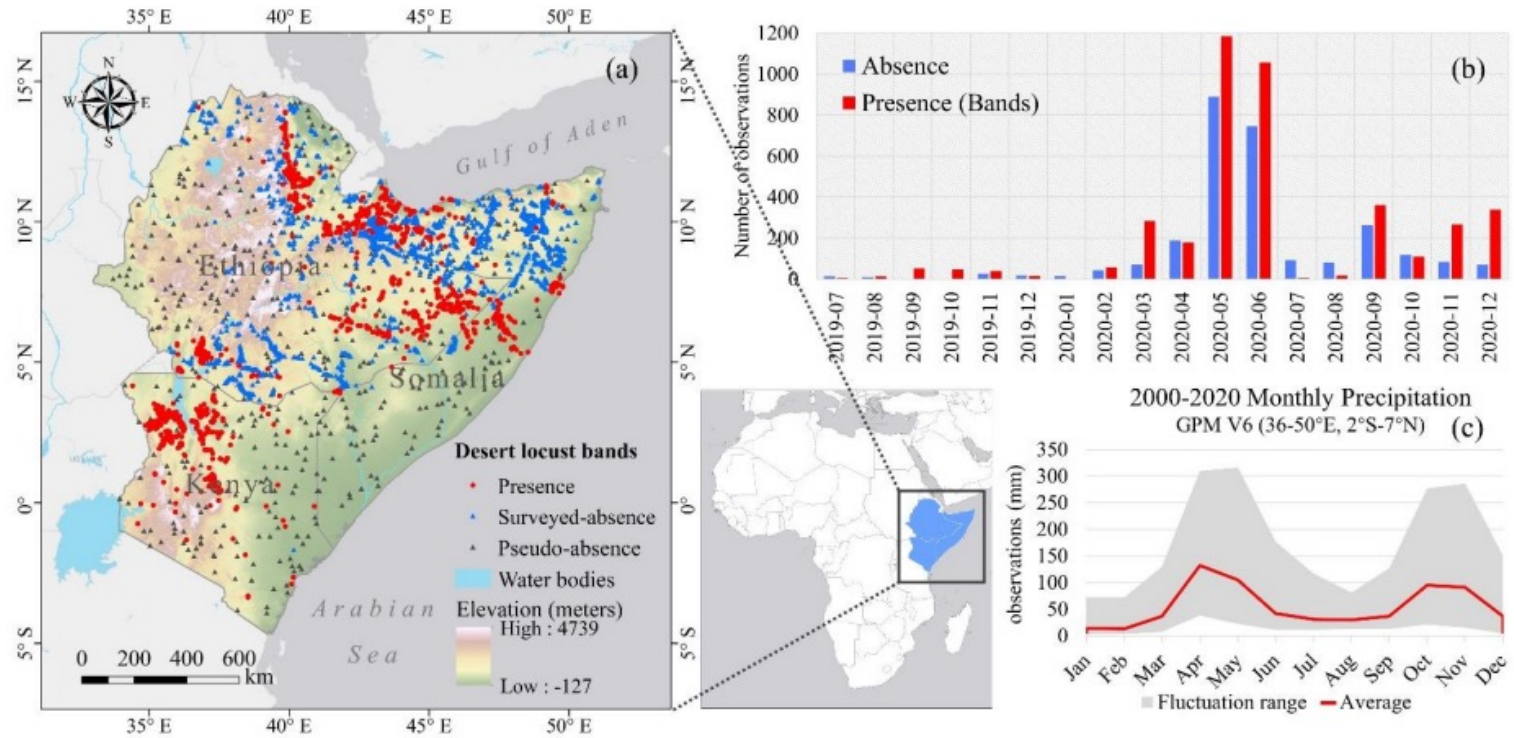 35° E
40° E
45° E
50° E
15° N
10° N
5° N
0°
5° S
N
W
E
S
(a)
Gulf of Aden
Ethiopia
Somalia
Kenya
Arabian
Sea
Desert locust bands
Presence
Surveyed-absence
Pseudo-absence
Water bodies
Elevation (meters)
High : 4739
Low : -127
0 200 400 600
km
15° N
10° N
5° N
0°
5° S
35° E
40° E
45° E
50° E
(b)
Absence
Presence (Bands)
Number of observations
1200
1000
800
600
400
200
0
2019-07
2019-08
2019-09
2019-10
2019-11
2019-12
2020-01
2020-02
2020-03
2020-04
2020-05
2020-06
2020-07
2020-08
2020-09
2020-10
2020-11
2020-12
2000-2020 Monthly Precipitation
GPM V6 (36-50°E, 2°S-7°N)
(c)
observations (mm)
350
300
250
200
150
100
50
0
Jan
Feb
Mar
Apr
May
Jun
Jul
Aug
Sep
Oct
Nov
Dec
Fluctuation range
Average